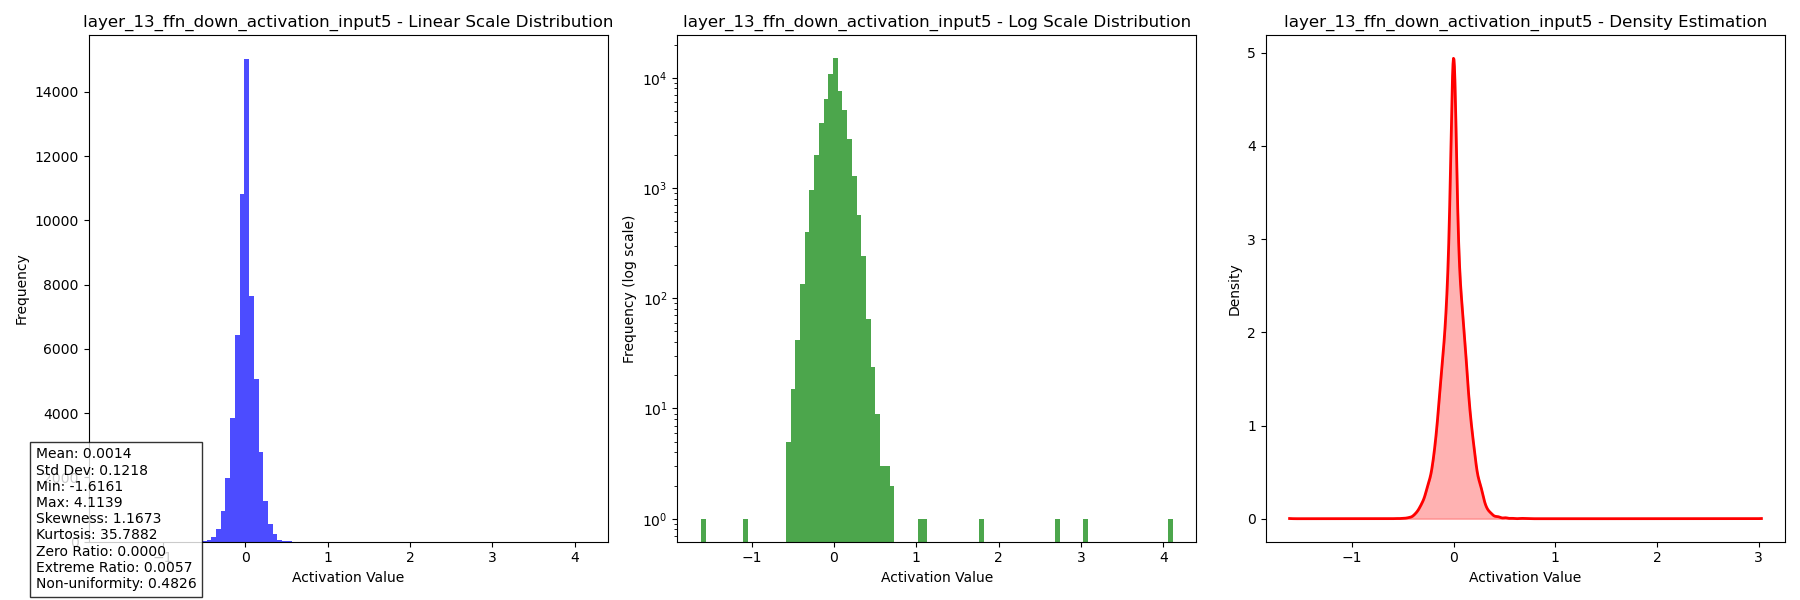 layer_13_ffn_down_activation_input5 - Linear Scale Distribution
layer_13_ffn_down_activation_input5 - Log Scale Distribution
layer_13_ffn_down_activation_input5 - Density Estimation
Frequency
14000
12000
10000
8000
6000
4000
2000
0
−1
0
1
2
3
4
Activation Value
Mean: 0.0014
Std Dev: 0.1218
Min: -1.6161
Max: 4.1139
Skewness: 1.1673
Kurtosis: 35.7882
Zero Ratio: 0.0000
Extreme Ratio: 0.0057
Non-uniformity: 0.4826
Frequency (log scale)
10⁴
10³
10²
10¹
10⁰
−1
0
1
2
3
4
Activation Value
Density
5
4
3
2
1
0
−1
0
1
2
3
Activation Value